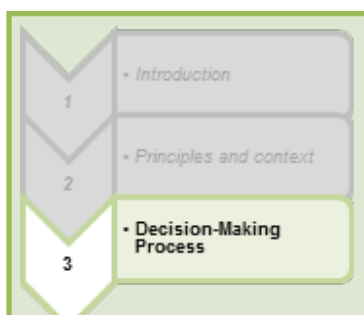 1
• Introduction
2
• Principles and context
3
• Decision-Making
Process